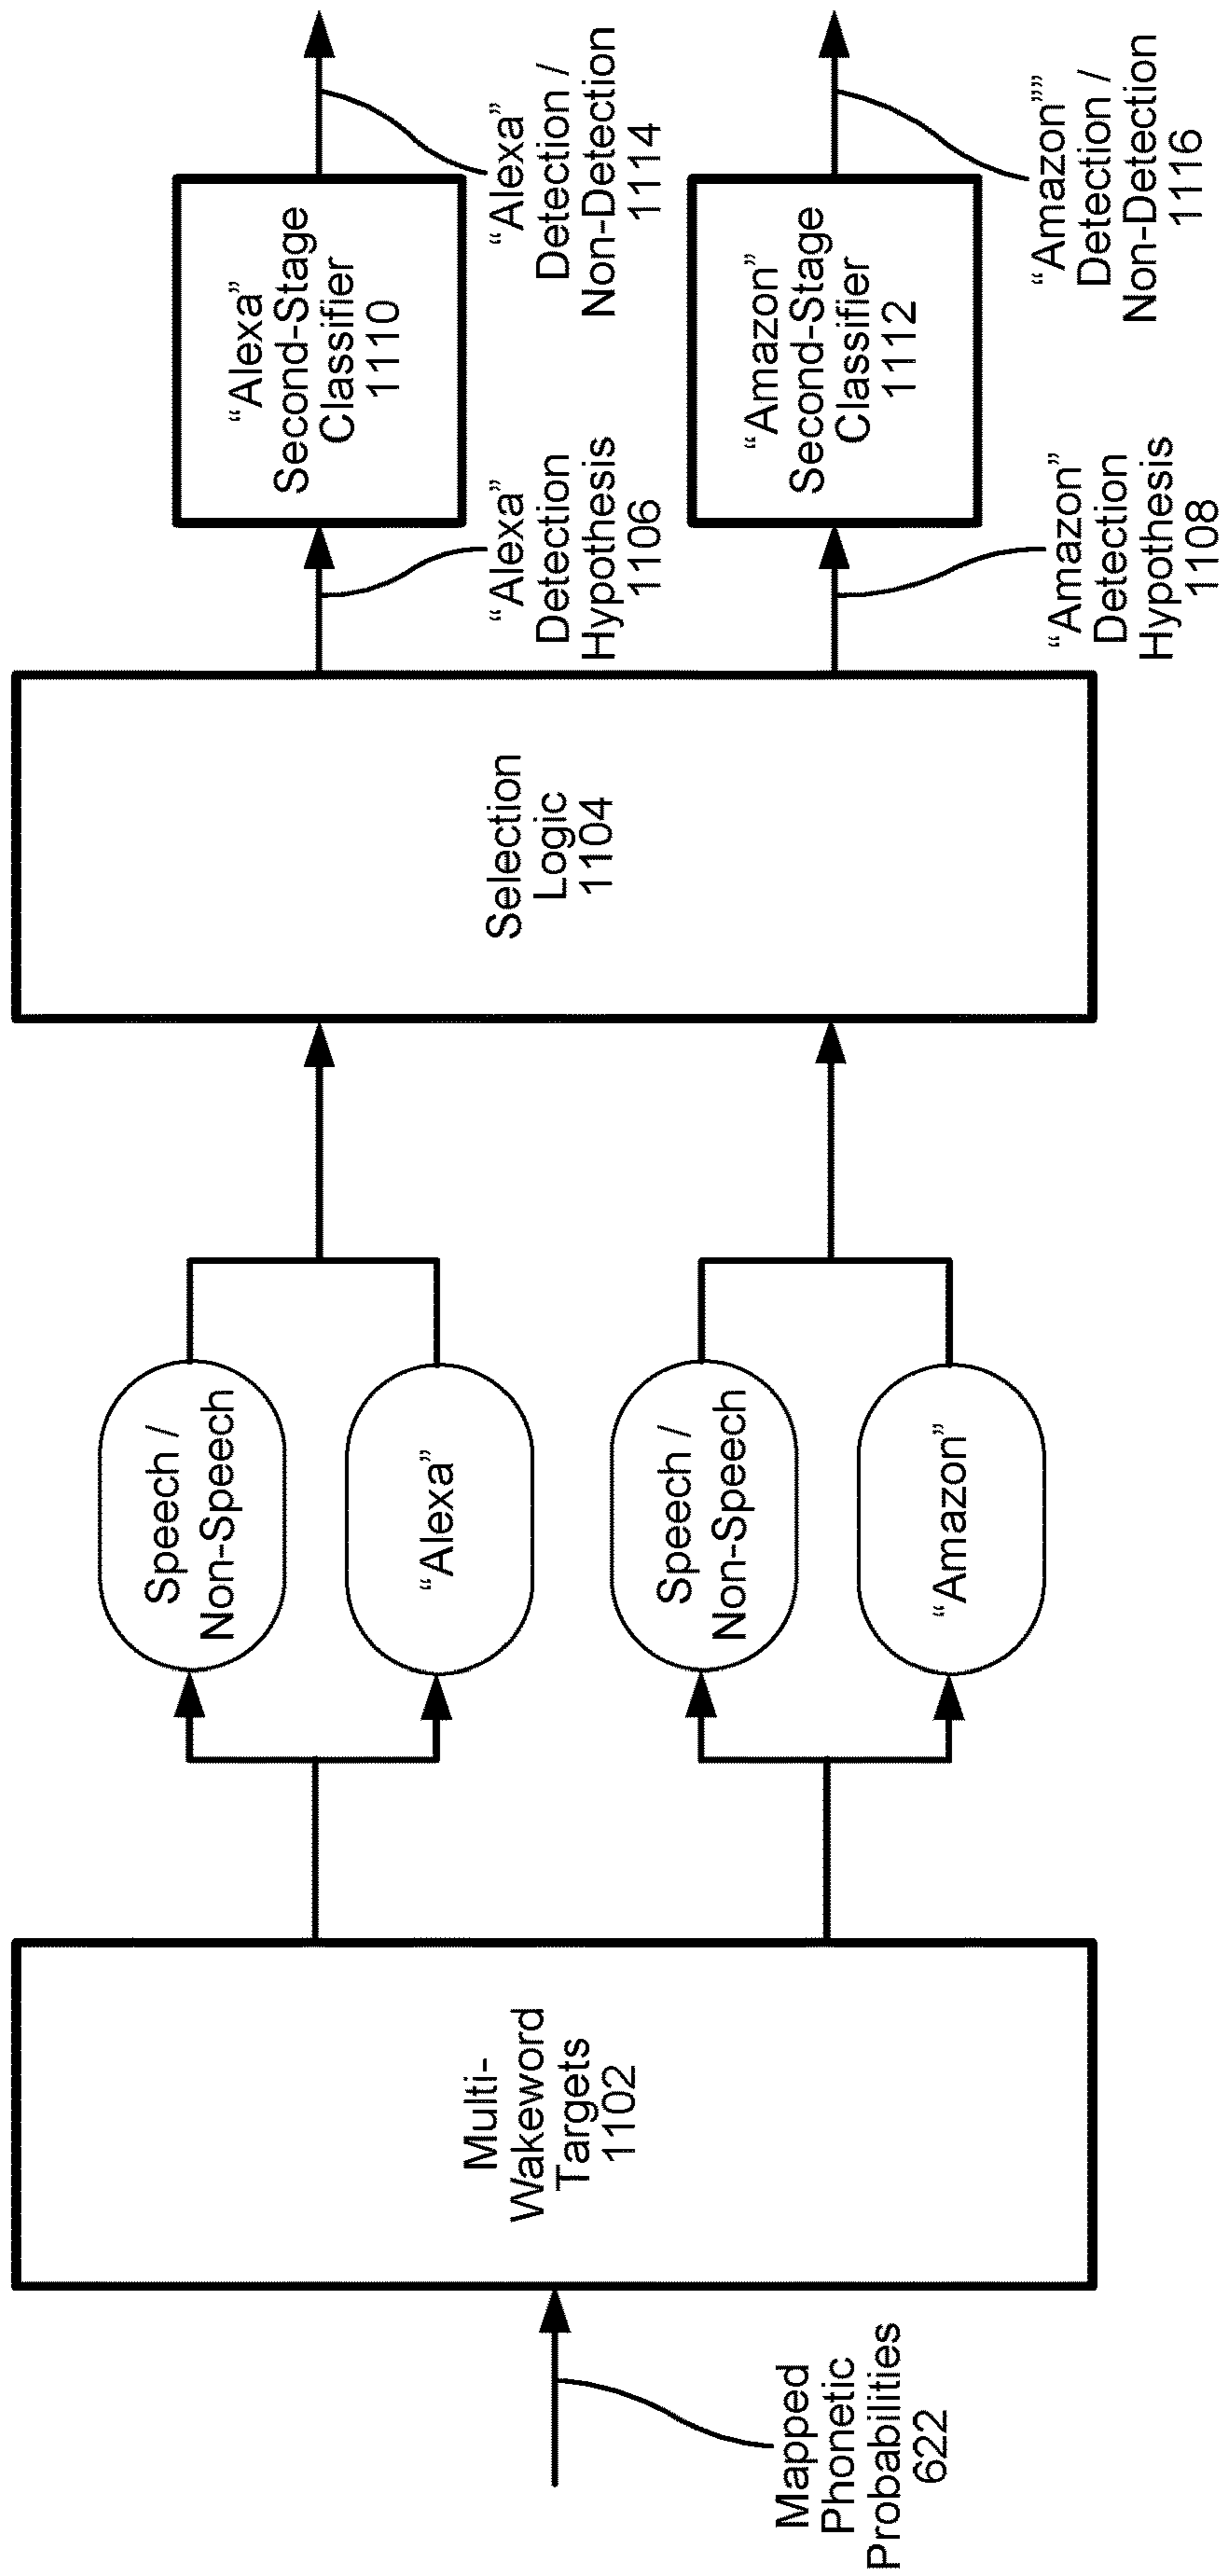 Mapped
Phonetic
Probabilities
622
Multi-
Wakeword
Targets
1102
Speech /
Non-Speech
“Alexa”
Speech /
Non-Speech
“Amazon”
Selection
Logic
1104
“Alexa”
Detection
Hypothesis
1106
“Amazon”
Detection
Hypothesis
1108
“Alexa”
Second-Stage
Classifier
1110
“Amazon”
Second-Stage
Classifier
1112
“Alexa”
Detection /
Non-Detection
1114
“Amazon””
Detection /
Non-Detection
1116